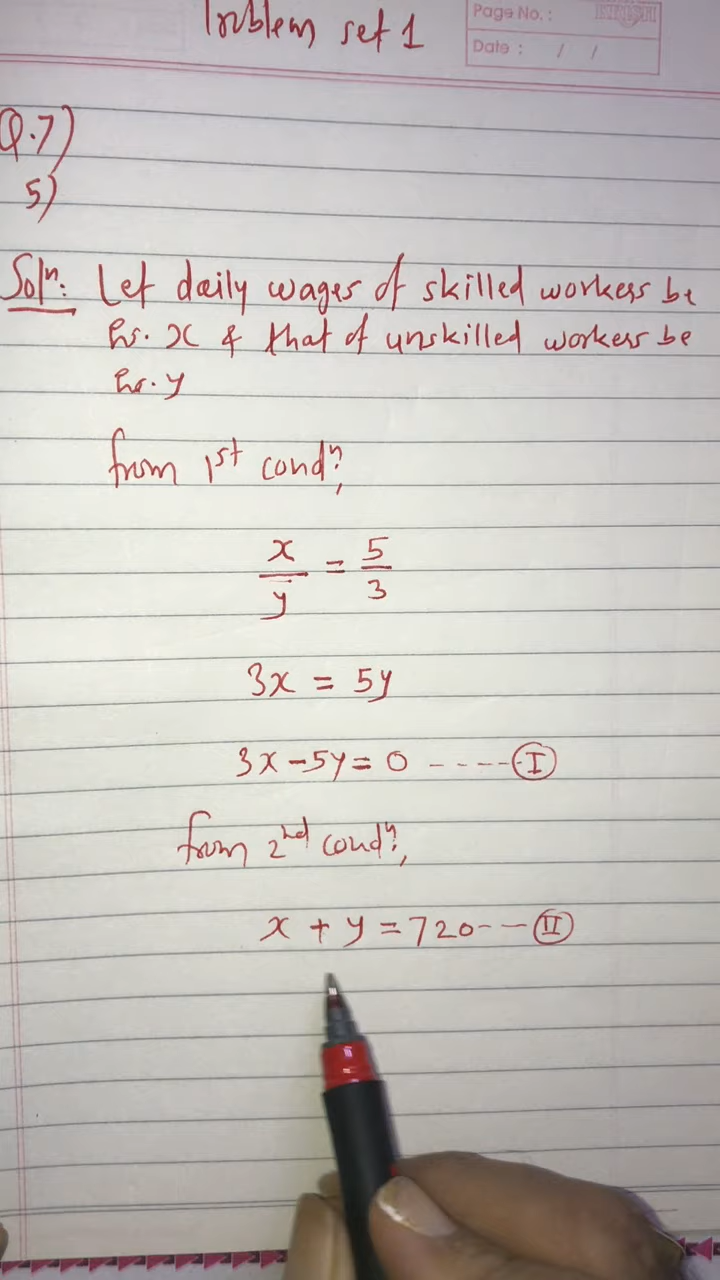 Problem set 1
Page No. :
Date : / /
Q.7)
5)
Solⁿ: Let daily wages of skilled workers be
Rs. x & that of unskilled workers be
Rs. y
from 1st condⁿ,
x/y = 5/3
3x = 5y
3x - 5y = 0 ----- I
from 2nd condⁿ,
x + y = 720 --- II